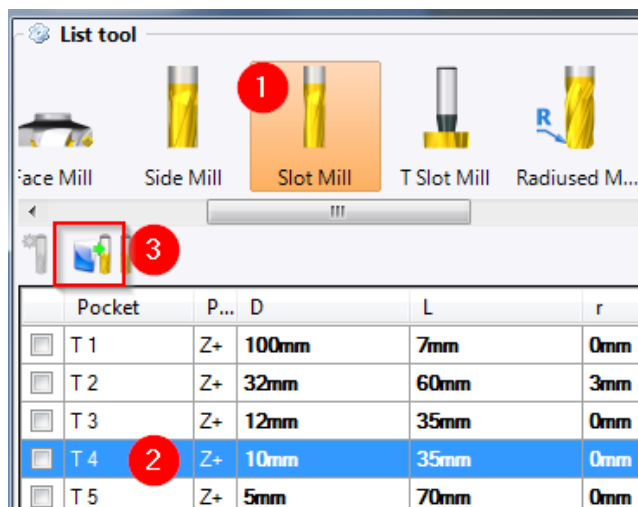 List tool
1
R
Face Mill Side Mill Slot Mill T Slot Mill Radiused M...
3
Pocket P... D L r
T 1 Z+ 100mm 7mm 0mm
T 2 Z+ 32mm 60mm 3mm
T 3 Z+ 12mm 35mm 0mm
T 4 2 Z+ 10mm 35mm 0mm
T 5 Z+ 5mm 70mm 0mm